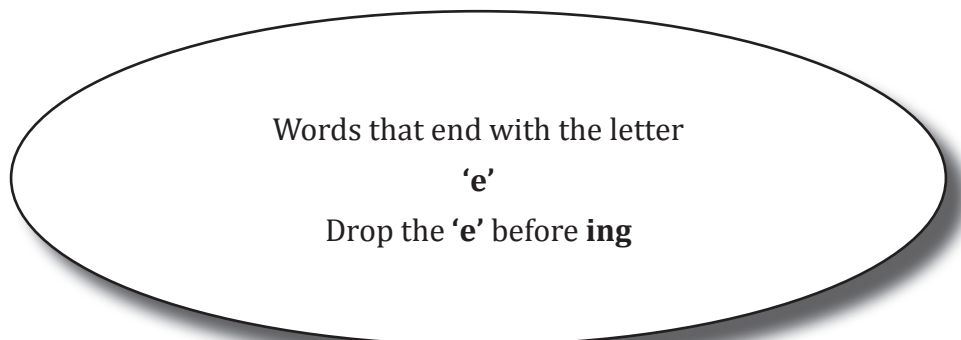 Words that end with the letter
‘e’
Drop the ‘e’ before ing